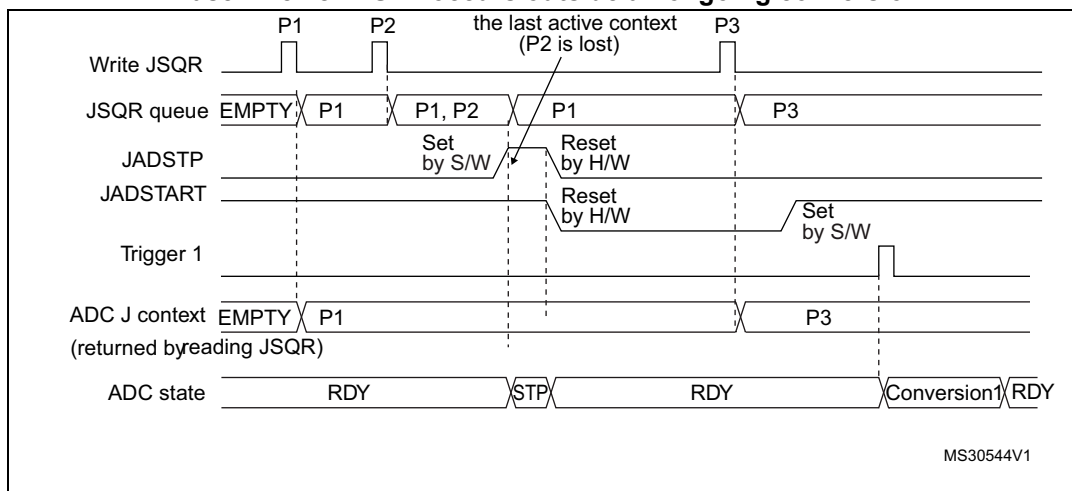 P1 P2 the last active context P3
(P2 is lost)
Write JSQR
JSQR queue EMPTY P1 P1, P2 P1 P3
Set Reset
JADSTP by S/W by H/W
JADSTART Reset
by H/W Set
by S/W
Trigger 1
ADC J context EMPTY P1 P3
(returned byreading JSQR)
ADC state RDY STP RDY Conversion1 RDY
MS30544V1